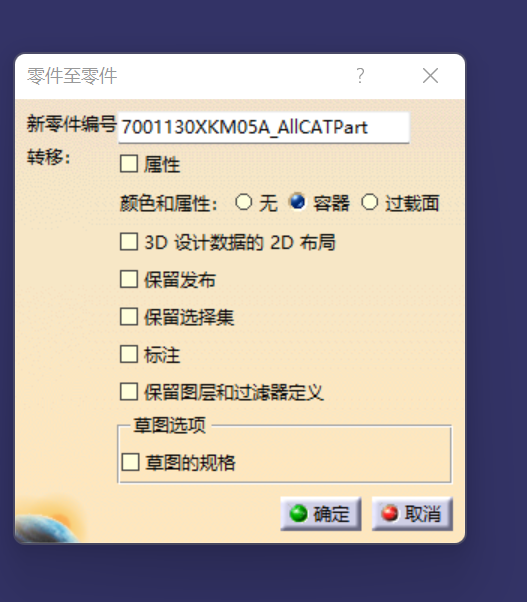 零件至零件 ?
新零件编号 7001130XKM05A_AllCATPart
转移： 属性
颜色和属性： 无 容器 过载面
3D 设计数据的 2D 布局
保留发布
保留选择集
标注
保留图层和过滤器定义
草图选项
草图的规格
确定 取消